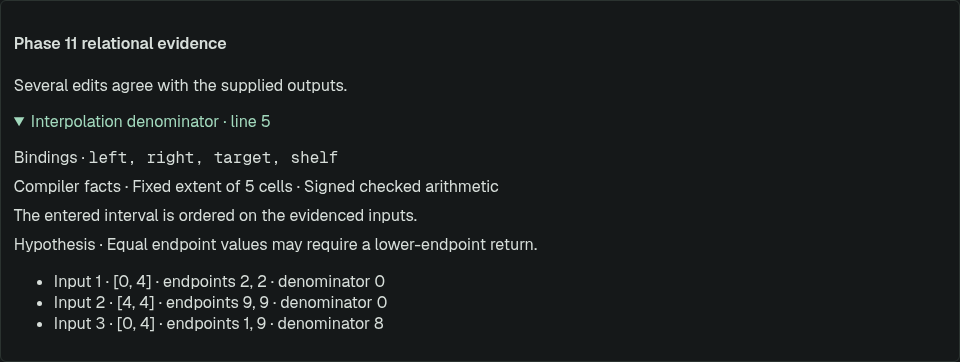 Phase 11 relational evidence
Several edits agree with the supplied outputs.
▼ Interpolation denominator · line 5
Bindings · left, right, target, shelf
Compiler facts · Fixed extent of 5 cells · Signed checked arithmetic
The entered interval is ordered on the evidenced inputs.
Hypothesis · Equal endpoint values may require a lower-endpoint return.
• Input 1 · [0, 4] · endpoints 2, 2 · denominator 0
• Input 2 · [4, 4] · endpoints 9, 9 · denominator 0
• Input 3 · [0, 4] · endpoints 1, 9 · denominator 8